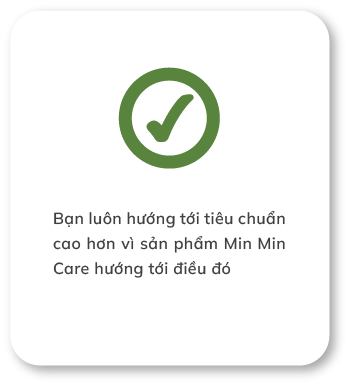 Bạn luôn hướng tới tiêu chuẩn
cao hơn vì sản phẩm Min Min
Care hướng tới điều đó